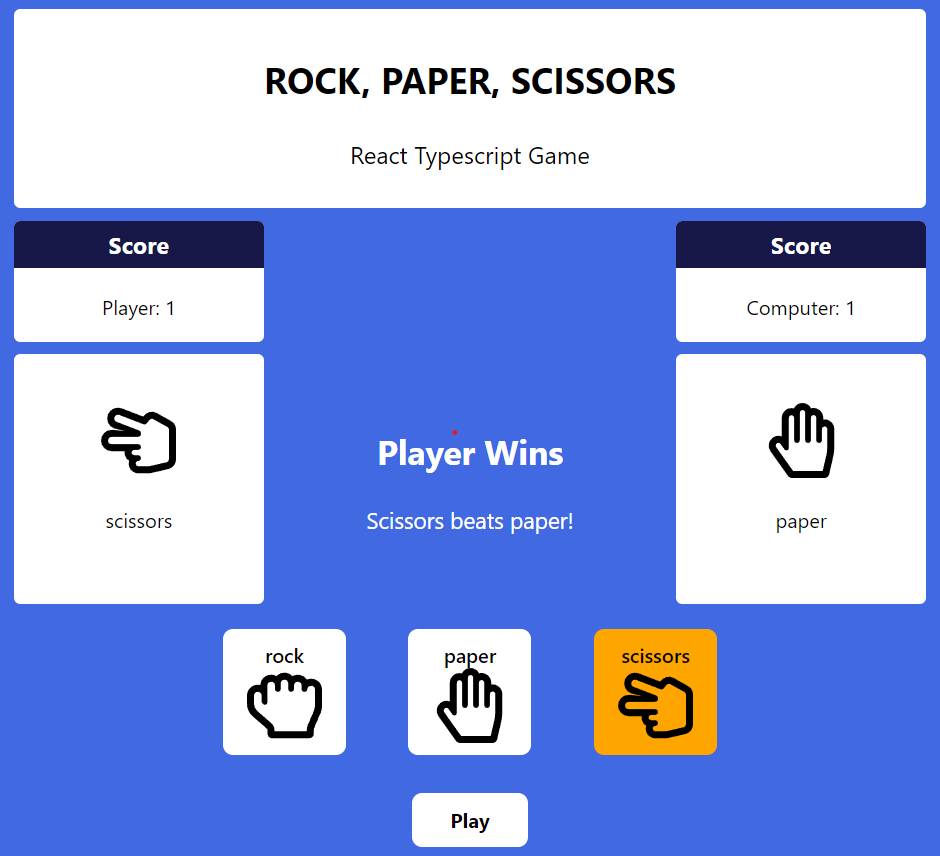 ROCK, PAPER, SCISSORS
React Typescript Game
Score
Score
Player: 1
Computer: 1
Player Wins
scissors
Scissors beats paper!
paper
rock
paper
scissors
Play